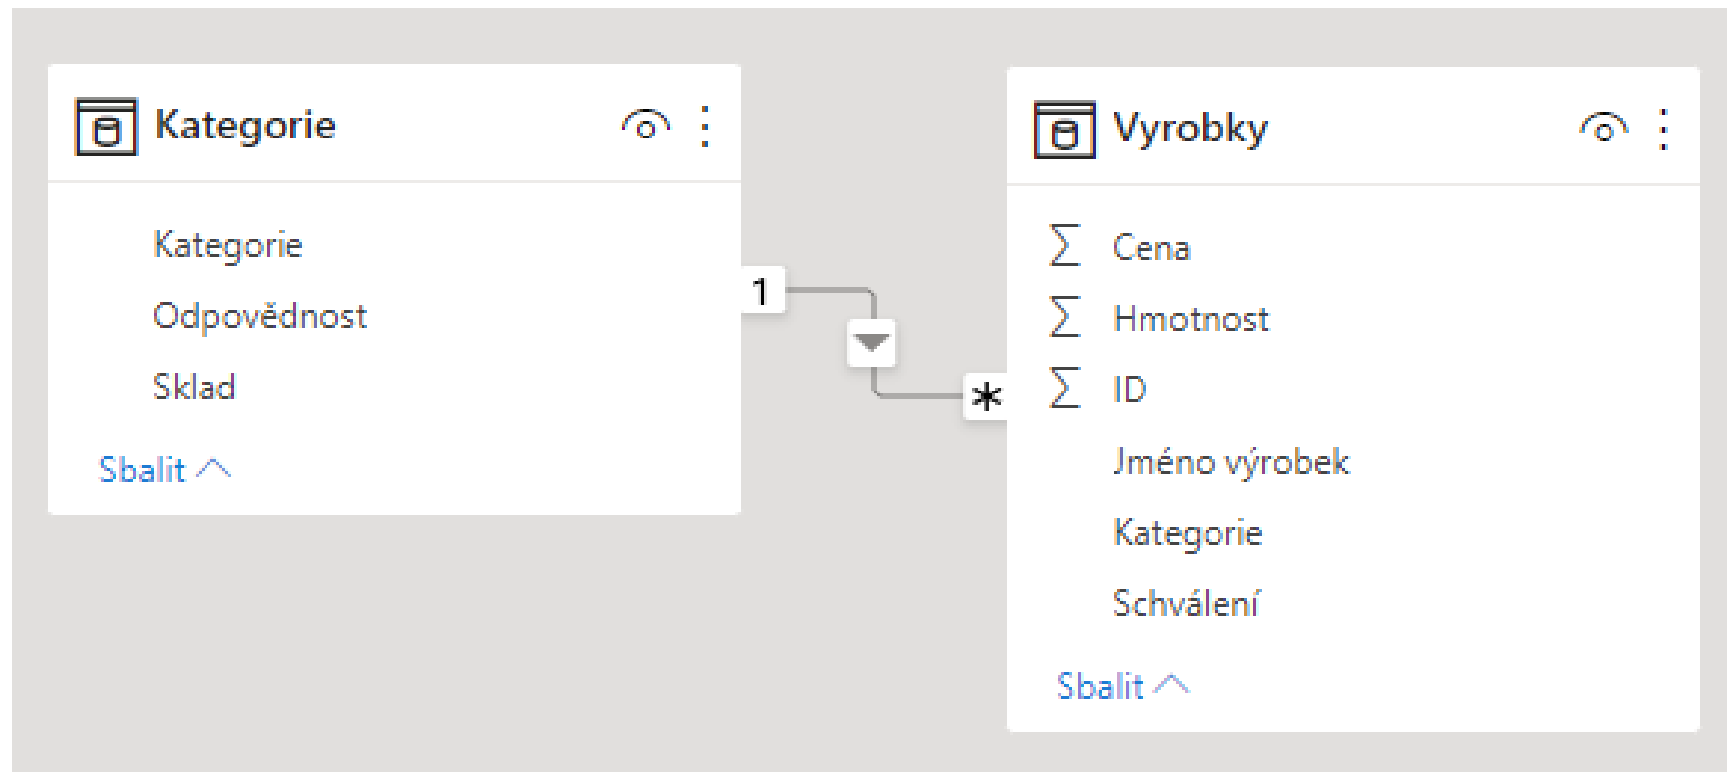 Kategorie
Kategorie
Odpovědnost
Sklad
Sbalit
1
*
Vyrobky
Cena
Hmotnost
ID
Jméno výrobek
Kategorie
Schválení
Sbalit